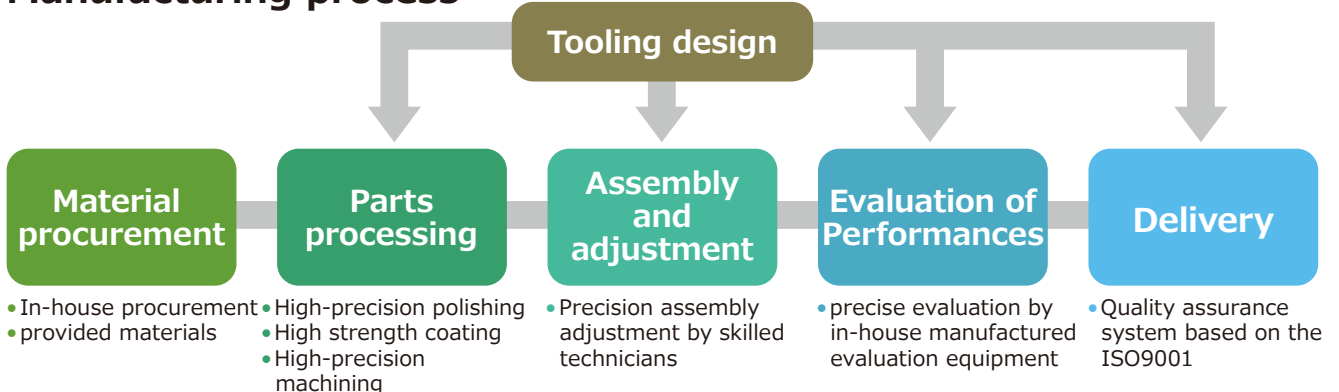 Manufacturing process
Tooling design
Material
procurement
Parts
processing
Assembly
and
adjustment
Evaluation of
Performances
Delivery
• In-house procurement
• provided materials
• High-precision polishing
• High strength coating
• High-precision
machining
• Precision assembly
adjustment by skilled
technicians
• precise evaluation by
in-house manufactured
evaluation equipment
• Quality assurance
system based on the
ISO9001